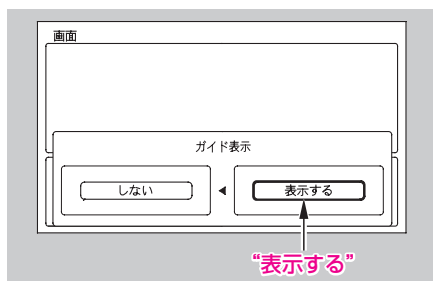 画面
ガイド表示
しない
表示する
“表示する”